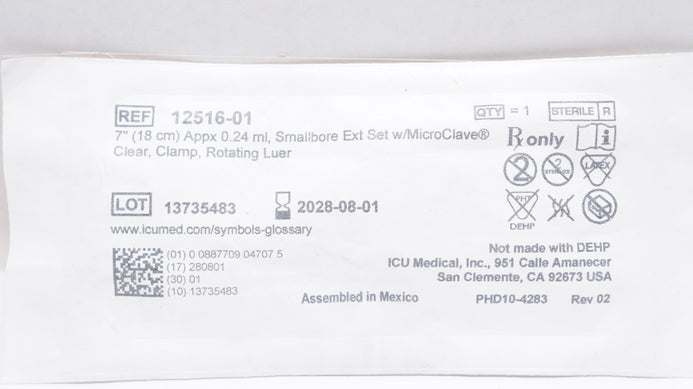 REF 12516-01
QTY = 1 STERILE R
7" (18 cm) Appx 0.24 ml, Smallbore Ext Set w/MicroClave®
Clear, Clamp, Rotating Luer
Rx only
2 2 STERILIZE LATEX
PHT
DEHP
LOT 13735483 2028-08-01
www.icumed.com/symbols-glossary
(01) 0 0887709 04707 5
(17) 280801
(30) 01
(10) 13735483
Not made with DEHP
ICU Medical, Inc., 951 Calle Amanecer
San Clemente, CA 92673 USA
Assembled in Mexico PHD10-4283 Rev 02